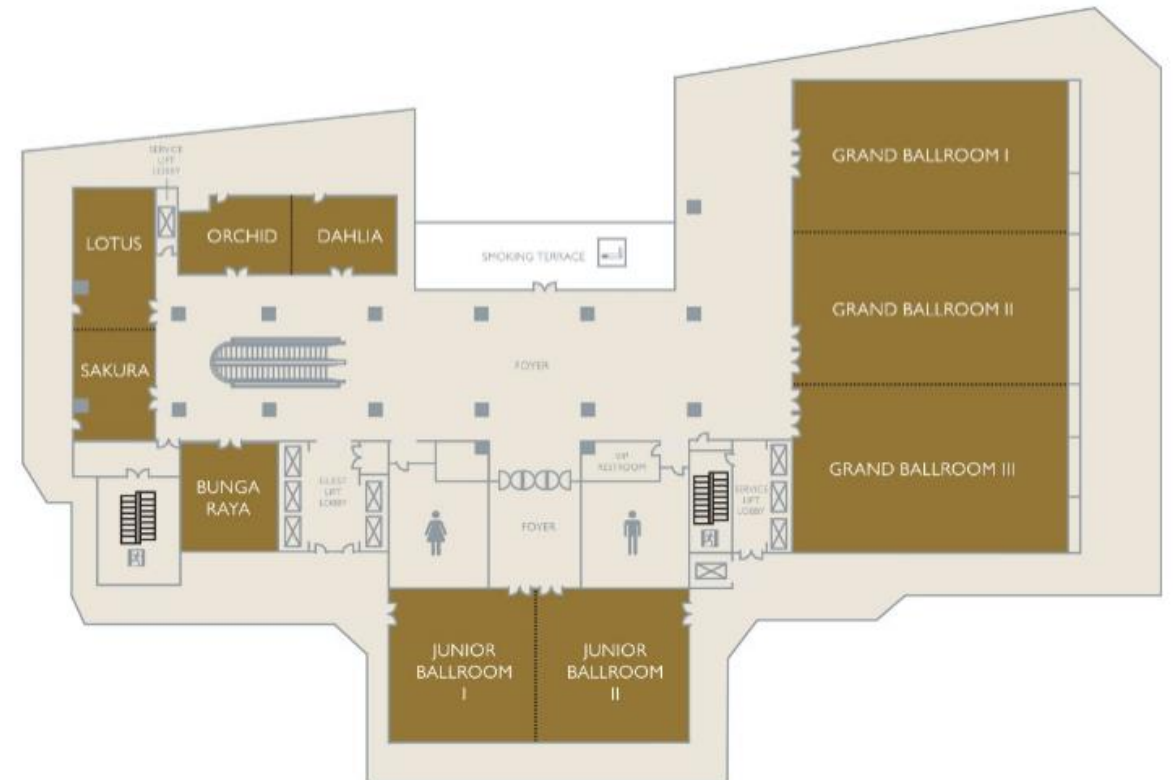 SERVICE
LIFT
LOBBY
LOTUS
ORCHID
DAHLIA
SMOKING TERRACE
GRAND BALLROOM I
GRAND BALLROOM II
GRAND BALLROOM III
SAKURA
FOYER
BUNGA
RAYA
GUEST
LIFT
LOBBY
VIP
RESTROOM
SERVICE
LIFT
LOBBY
FOYER
JUNIOR
BALLROOM
I
JUNIOR
BALLROOM
II